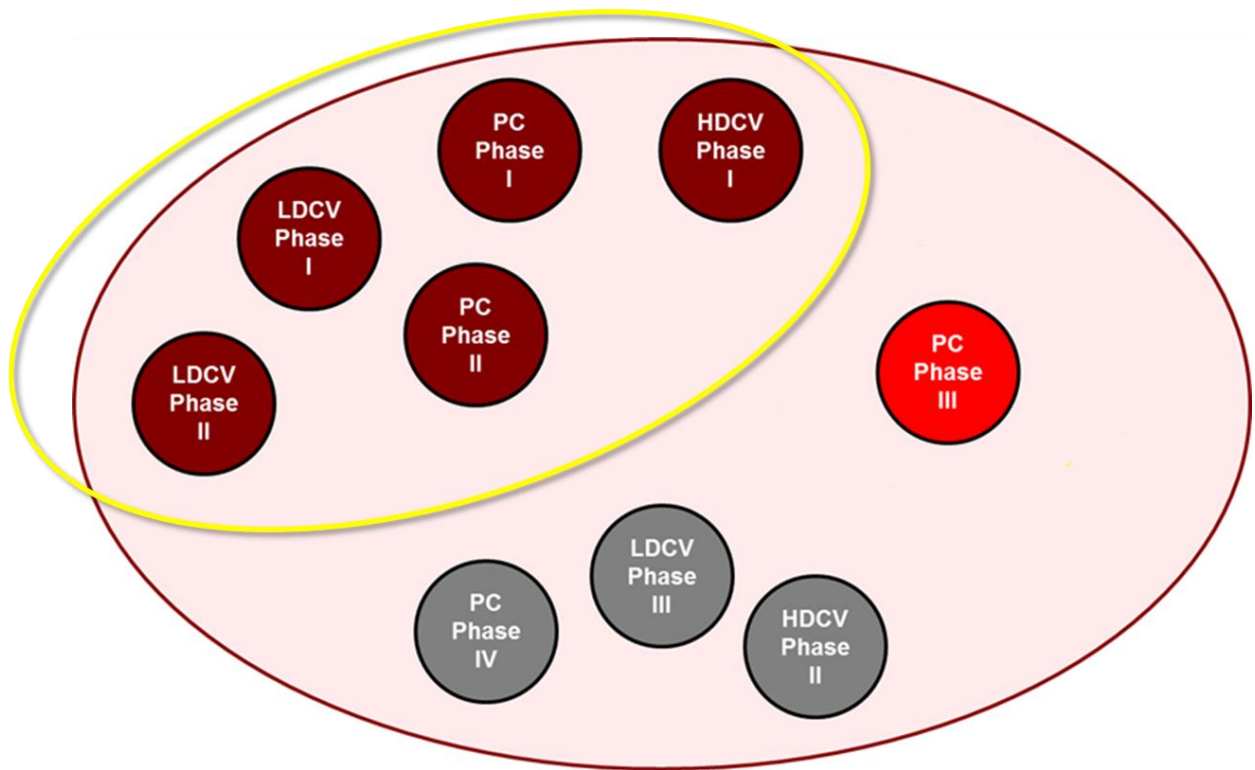 PC
Phase
I
HDCV
Phase
I
LDCV
Phase
I
PC
Phase
II
LDCV
Phase
II
PC
Phase
III
LDCV
Phase
III
PC
Phase
IV
HDCV
Phase
II